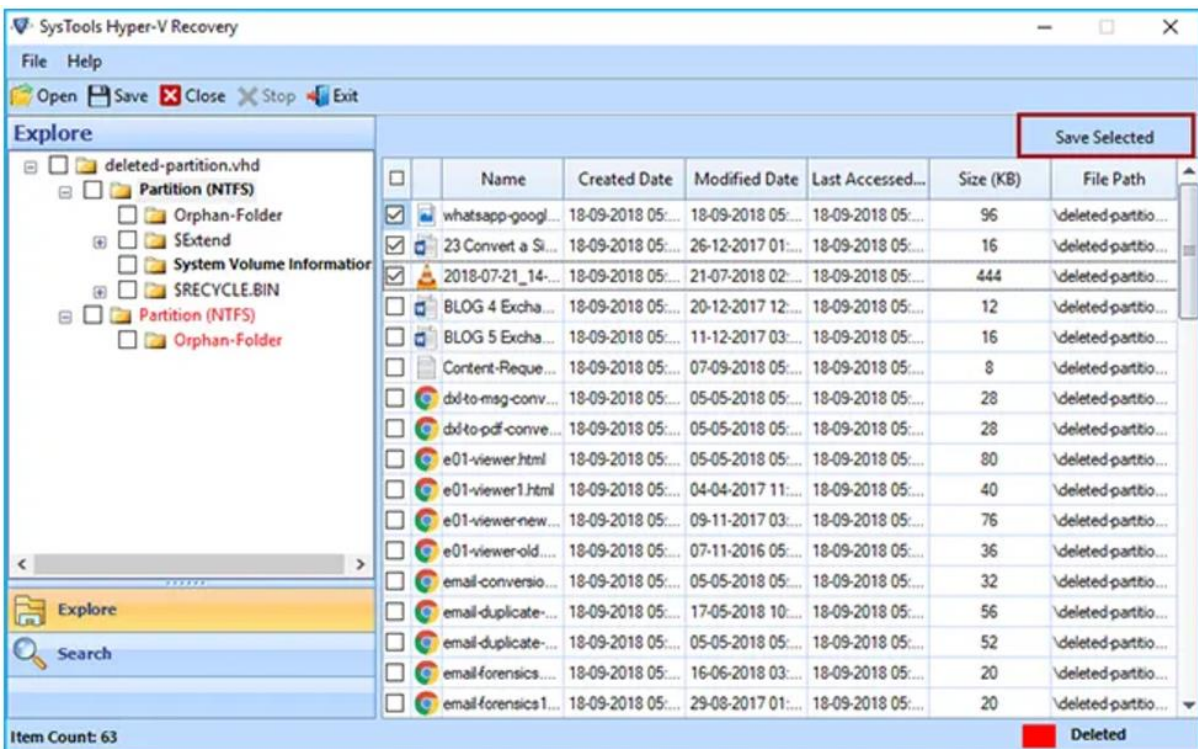 SysTools Hyper-V Recovery
File Help
Open Save Close Stop Exit
Explore
Save Selected
deleted-partition.vhd
Partition (NTFS)
Orphan-Folder
$Extend
System Volume Information
$RECYCLE.BIN
Partition (NTFS)
Orphan-Folder
Name Created Date Modified Date Last Accessed... Size (KB) File Path
whatsapp-googl... 18-09-2018 05:... 18-09-2018 05:... 18-09-2018 05:... 96 \deleted-partitio...
23 Convert a Si... 18-09-2018 05:... 26-12-2017 01:... 18-09-2018 05:... 16 \deleted-partitio...
2018-07-21_14-... 18-09-2018 05:... 21-07-2018 02:... 18-09-2018 05:... 444 \deleted-partitio...
BLOG 4 Excha... 18-09-2018 05:... 20-12-2017 12:... 18-09-2018 05:... 12 \deleted-partitio...
BLOG 5 Excha... 18-09-2018 05:... 11-12-2017 03:... 18-09-2018 05:... 16 \deleted-partitio...
Content-Reque... 18-09-2018 05:... 07-09-2018 05:... 18-09-2018 05:... 8 \deleted-partitio...
dxl-to-msg-conv... 18-09-2018 05:... 05-05-2018 05:... 18-09-2018 05:... 28 \deleted-partitio...
dxl-to-pdf-conve... 18-09-2018 05:... 05-05-2018 05:... 18-09-2018 05:... 28 \deleted-partitio...
e01-viewer.html 18-09-2018 05:... 05-05-2018 05:... 18-09-2018 05:... 80 \deleted-partitio...
e01-viewer1.html 18-09-2018 05:... 04-04-2017 11:... 18-09-2018 05:... 40 \deleted-partitio...
e01-viewer-new... 18-09-2018 05:... 09-11-2017 03:... 18-09-2018 05:... 76 \deleted-partitio...
e01-viewer-old.... 18-09-2018 05:... 07-11-2016 05:... 18-09-2018 05:... 36 \deleted-partitio...
email-conversio... 18-09-2018 05:... 05-05-2018 05:... 18-09-2018 05:... 32 \deleted-partitio...
email-duplicate-... 18-09-2018 05:... 17-05-2018 10:... 18-09-2018 05:... 56 \deleted-partitio...
email-duplicate-... 18-09-2018 05:... 05-05-2018 05:... 18-09-2018 05:... 52 \deleted-partitio...
email-forensics.... 18-09-2018 05:... 16-06-2018 03:... 18-09-2018 05:... 20 \deleted-partitio...
email-forensics1... 18-09-2018 05:... 29-08-2017 01:... 18-09-2018 05:... 20 \deleted-partitio...
Explore
Search
Item Count: 63
Deleted